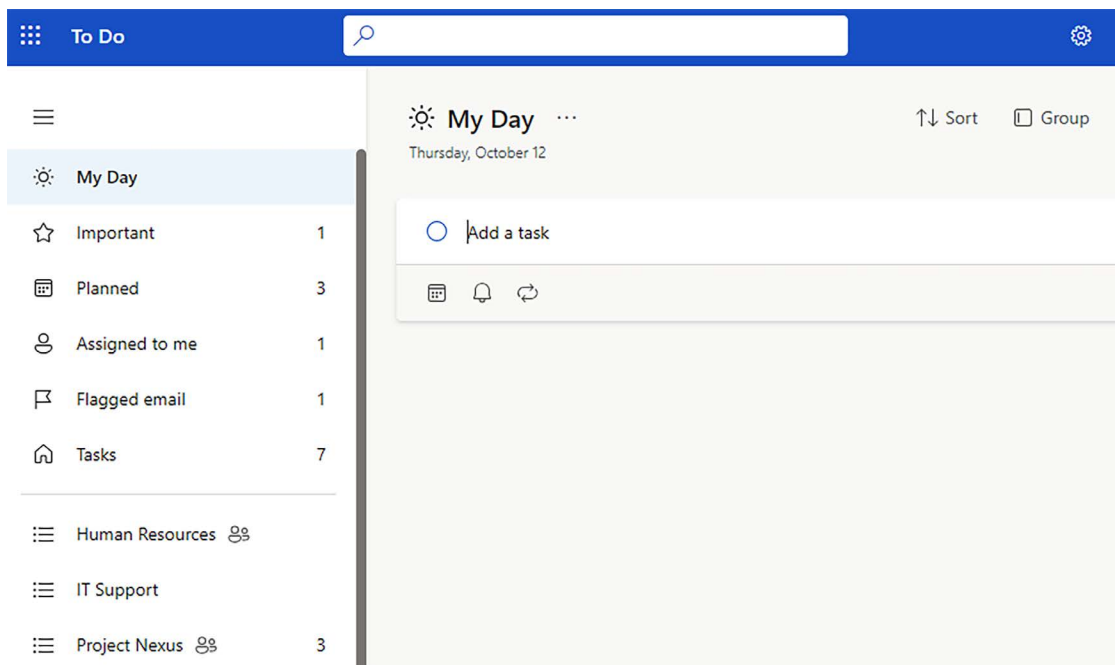 To Do
My Day
Important 1
Planned 3
Assigned to me 1
Flagged email 1
Tasks 7
Human Resources
IT Support
Project Nexus 3
My Day ...
Sort Group
Thursday, October 12
Add a task